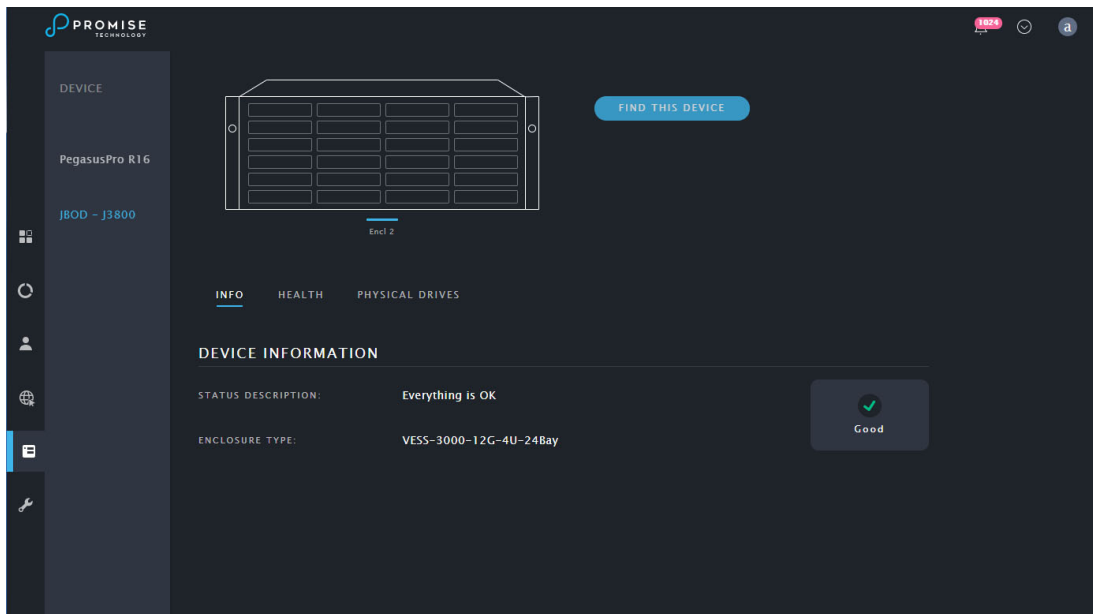 PROMISE
TECHNOLOGY
1024
a
DEVICE
PegasusPro R16
JBOD - J3800
FIND THIS DEVICE
Encl 2
INFO HEALTH PHYSICAL DRIVES
DEVICE INFORMATION
STATUS DESCRIPTION: Everything is OK
ENCLOSURE TYPE: VESS-3000-12G-4U-24Bay
Good